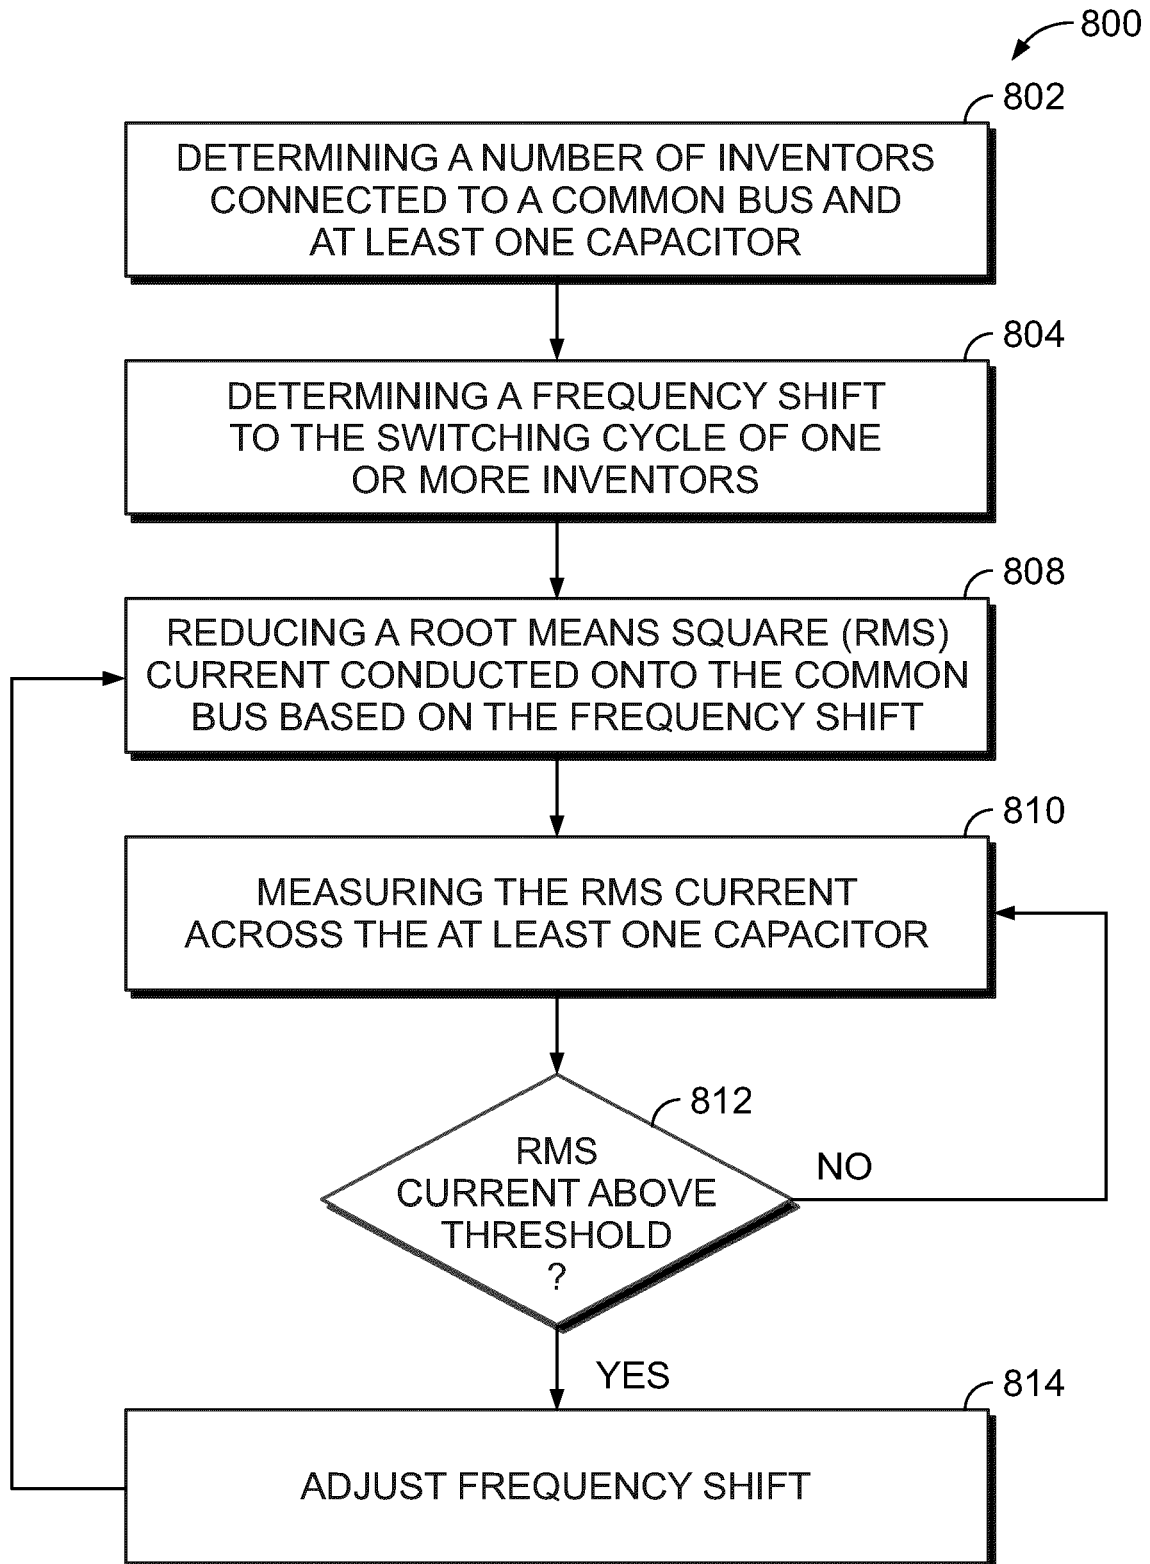 800
802
DETERMINING A NUMBER OF INVENTORS
CONNECTED TO A COMMON BUS AND
AT LEAST ONE CAPACITOR
804
DETERMINING A FREQUENCY SHIFT
TO THE SWITCHING CYCLE OF ONE
OR MORE INVENTORS
808
REDUCING A ROOT MEANS SQUARE (RMS)
CURRENT CONDUCTED ONTO THE COMMON
BUS BASED ON THE FREQUENCY SHIFT
810
MEASURING THE RMS CURRENT
ACROSS THE AT LEAST ONE CAPACITOR
812
RMS
CURRENT ABOVE
THRESHOLD
?
NO
YES
814
ADJUST FREQUENCY SHIFT